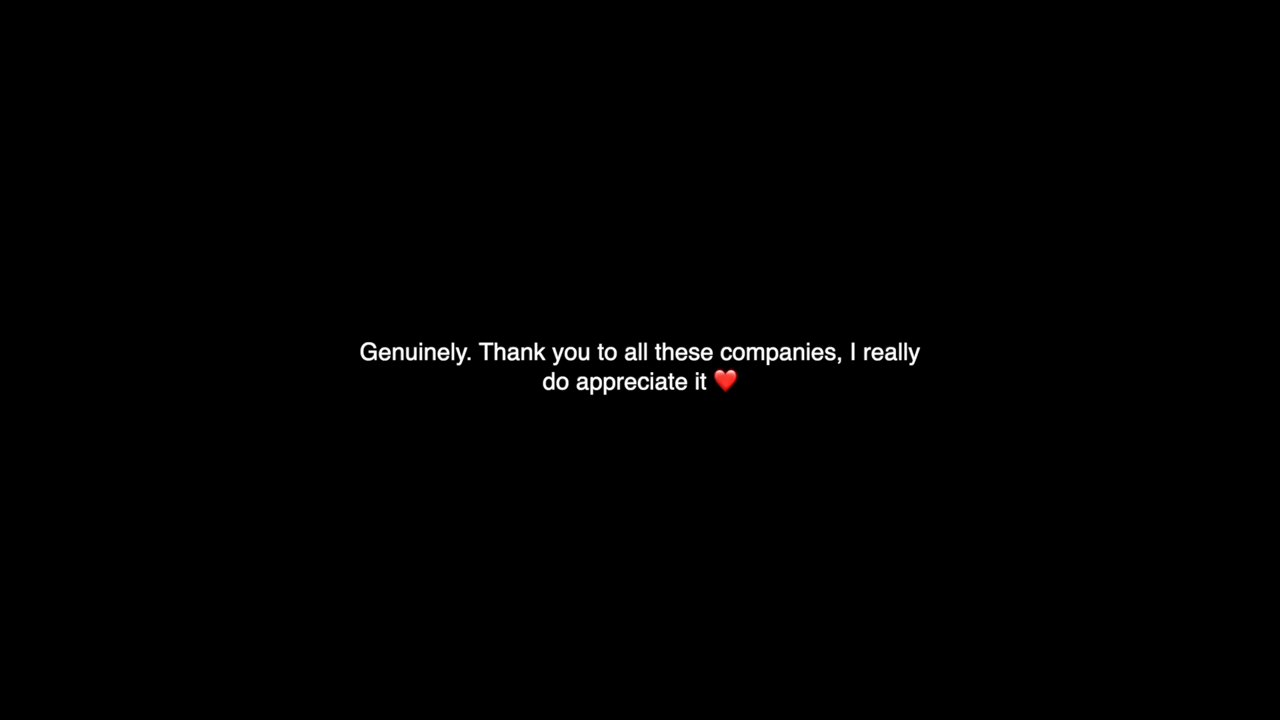 Genuinely. Thank you to all these companies, I really
do appreciate it ❤️